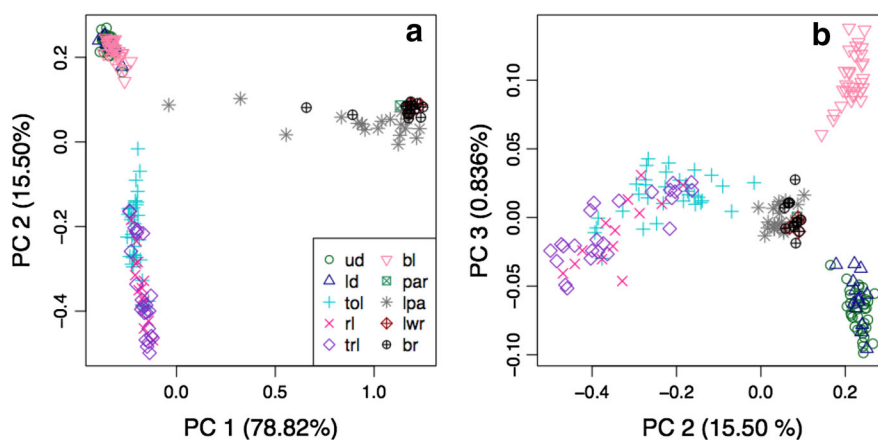 a
PC 2 (15.50%)
0.2
0.0
-0.2
-0.4
ud
bl
ld
par
tol
lpa
rl
lwr
trl
br
0.0
0.5
1.0
PC 1 (78.82%)
b
PC 3 (0.836%)
0.10
0.05
0.00
-0.05
-0.10
-0.4
-0.2
0.0
0.2
PC 2 (15.50 %)